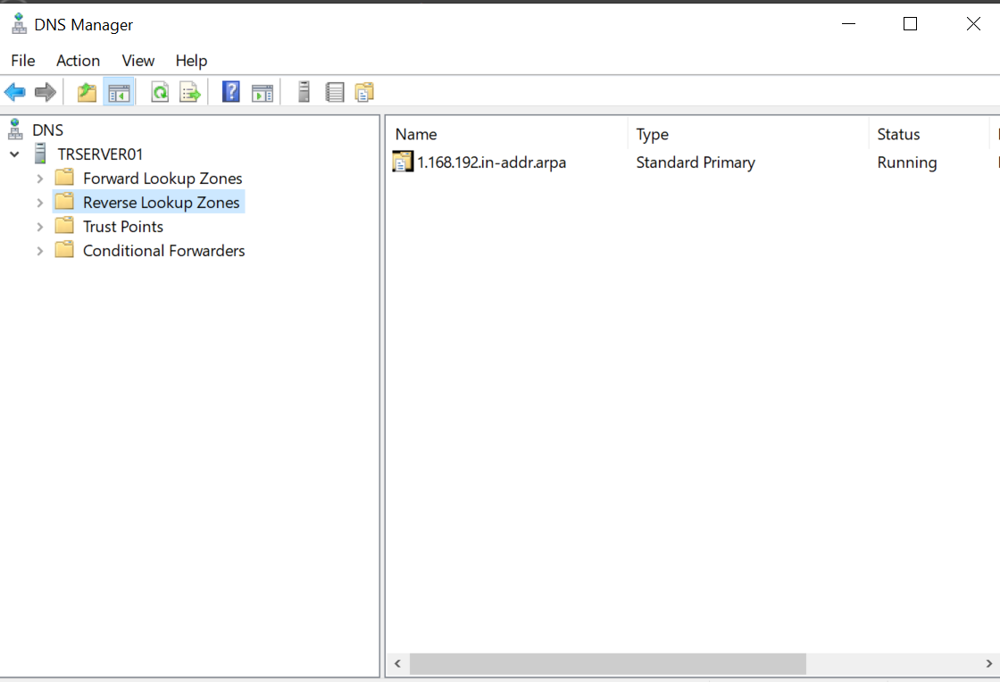 DNS Manager
File Action View Help
DNS
TRSERVER01
Forward Lookup Zones
Reverse Lookup Zones
Trust Points
Conditional Forwarders
Name Type Status
1.168.192.in-addr.arpa Standard Primary Running